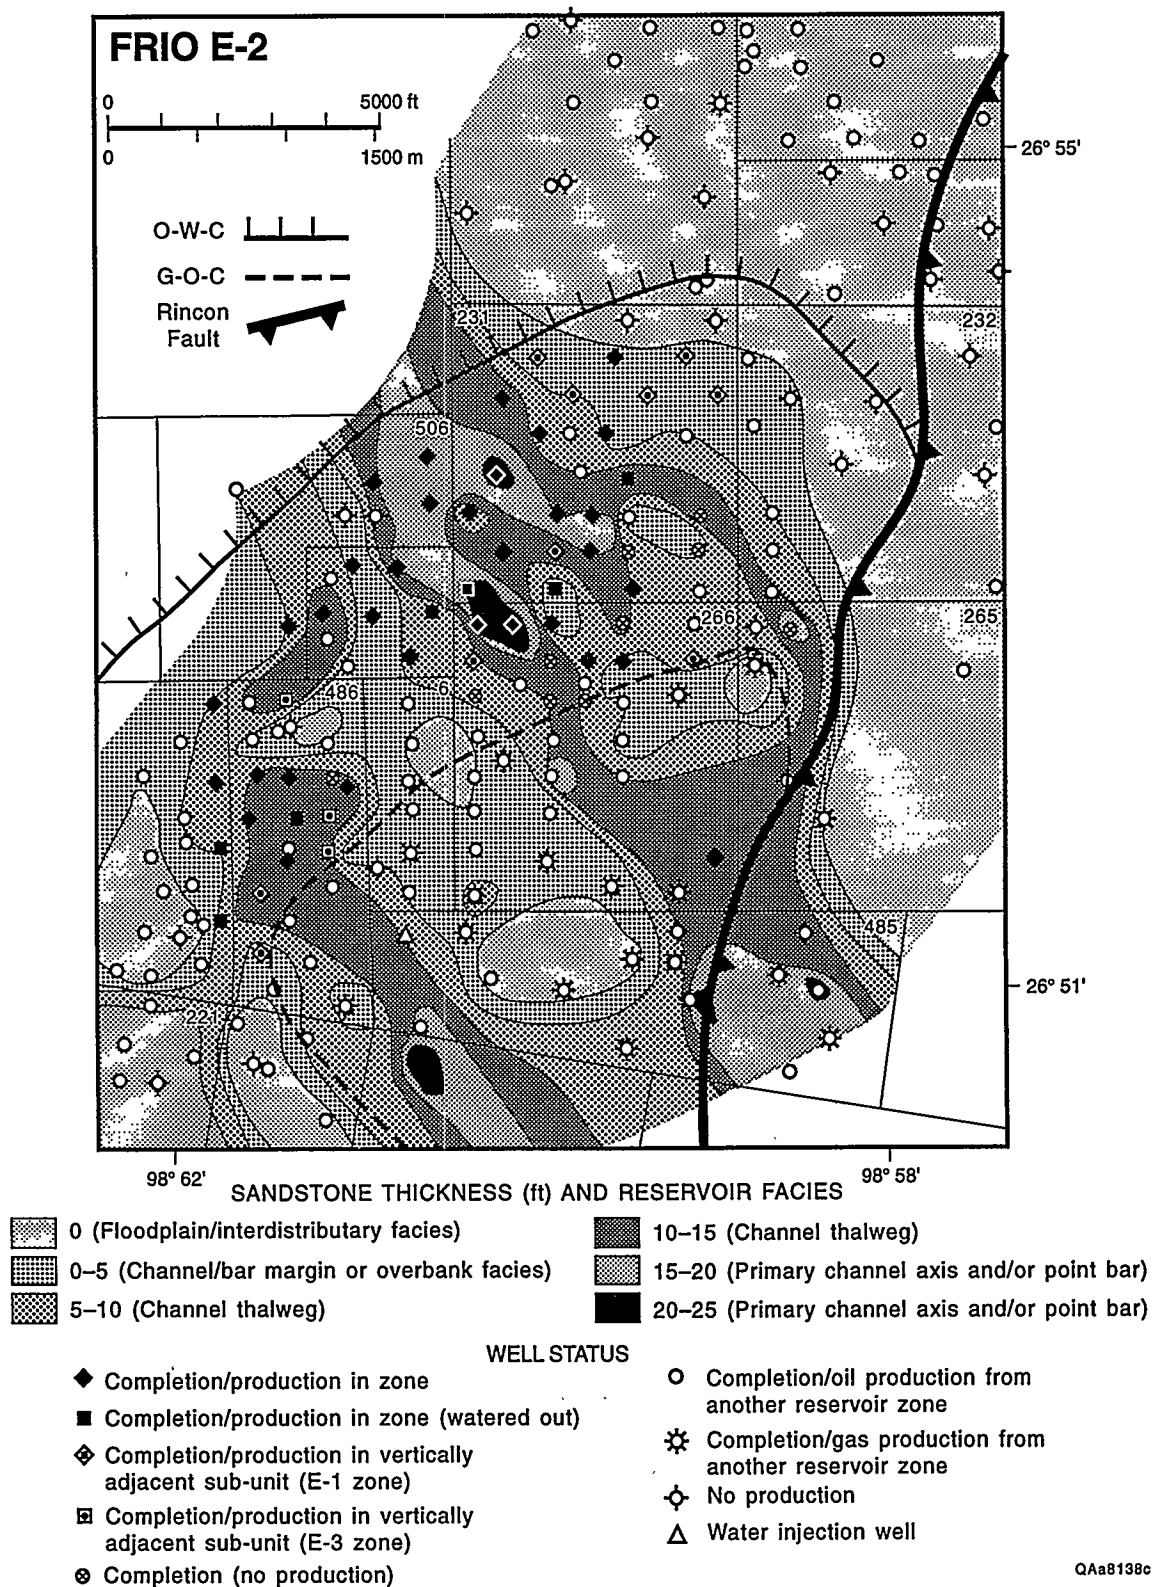 FRIO E-2
0 5000 ft
0 1500 m
O-W-C
G-O-C
Rincon
Fault
26° 55'
231
232
506
265
266
486
6
485
26° 51'
221
98° 62'
98° 58'
SANDSTONE THICKNESS (ft) AND RESERVOIR FACIES
0 (Floodplain/interdistributary facies)
0–5 (Channel/bar margin or overbank facies)
5–10 (Channel thalweg)
10–15 (Channel thalweg)
15–20 (Primary channel axis and/or point bar)
20–25 (Primary channel axis and/or point bar)
WELL STATUS
Completion/production in zone
Completion/production in zone (watered out)
Completion/production in vertically
adjacent sub-unit (E-1 zone)
Completion/production in vertically
adjacent sub-unit (E-3 zone)
Completion (no production)
Completion/oil production from
another reservoir zone
Completion/gas production from
another reservoir zone
No production
Water injection well
QAa8138c